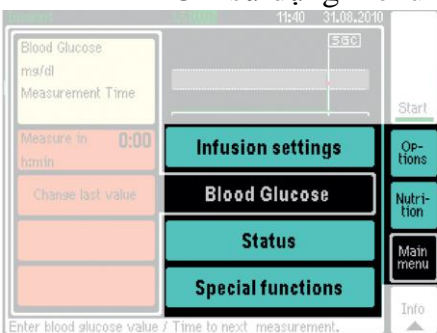 11:40 31.08.2010
Blood Glucose
mg/dl
Measurement Time
SGC
Start
Measure in 0:00
h:min
Change last value
Infusion settings
Blood Glucose
Status
Special functions
Op-
tions
Nutri-
tion
Main
menu
Info
Enter blood glucose value / Time to next measurement.